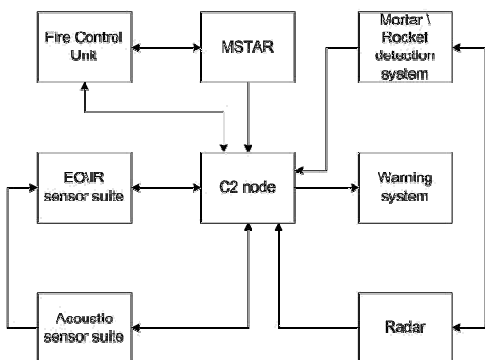 Fire Control
Unit
MSTAR
Mortar \
Rocket
detection
system
EO\IR
sensor suite
C2 node
Warning
system
Acoustic
sensor suite
Radar